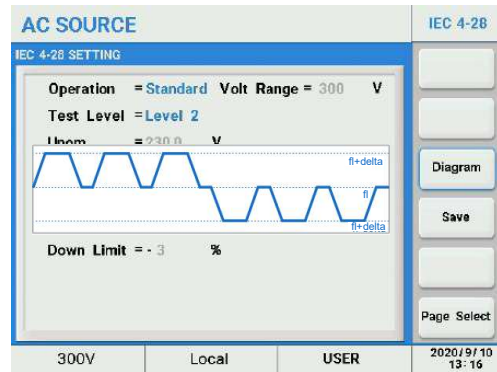 AC SOURCE
IEC 4-28
IEC 4-28 SETTING
Operation = Standard Volt Range = 300 V
Test Level = Level 2
Unom = 230.0 V
fl+delta
fl
fl+delta
Down Limit = - 3 %
Diagram
Save
Page Select
300V
Local
USER
2020/9/10
13:16